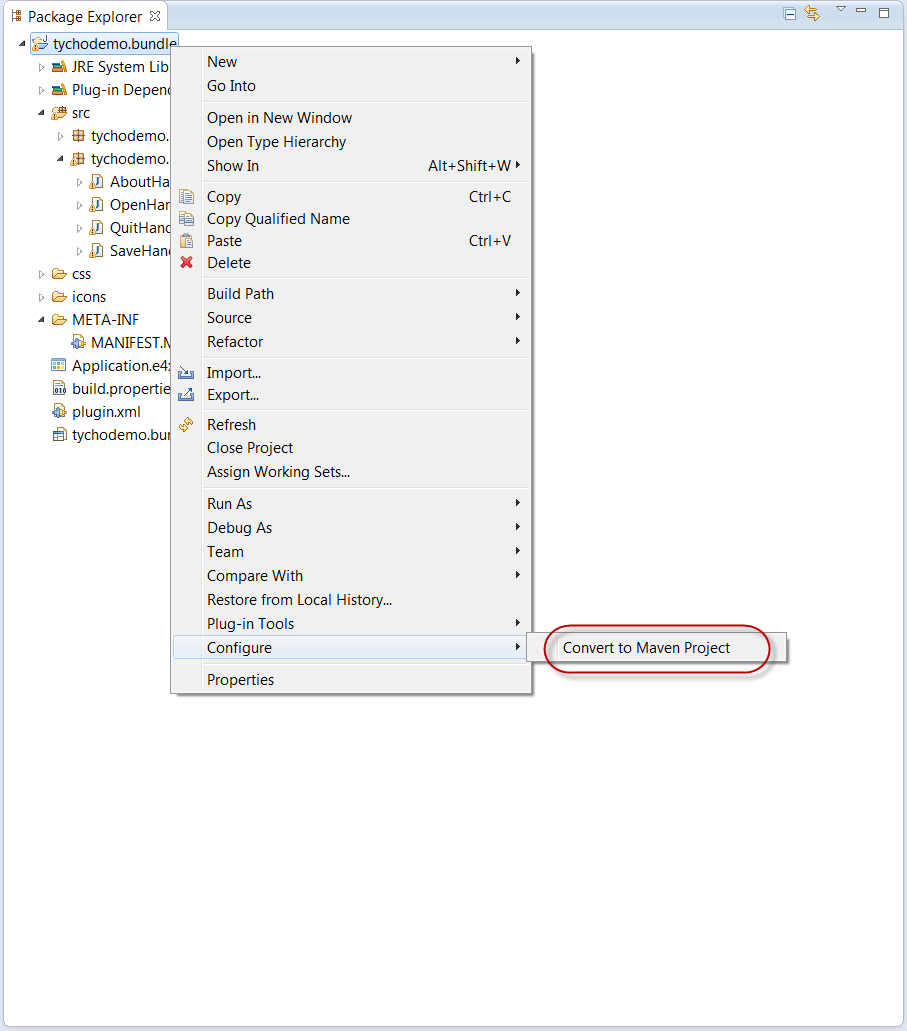 Package Explorer
tychodemo.bundle
JRE System Lib
Plug-in Depend
src
tychodemo.
tychodemo.
AboutHa
OpenHan
QuitHand
SaveHand
css
icons
META-INF
MANIFEST.M
Application.e4x
build.propertie
plugin.xml
tychodemo.bun
New
Go Into
Open in New Window
Open Type Hierarchy
Show In Alt+Shift+W
Copy Ctrl+C
Copy Qualified Name
Paste Ctrl+V
Delete
Build Path
Source
Refactor
Import...
Export...
Refresh
Close Project
Assign Working Sets...
Run As
Debug As
Team
Compare With
Restore from Local History...
Plug-in Tools
Configure
Convert to Maven Project
Properties